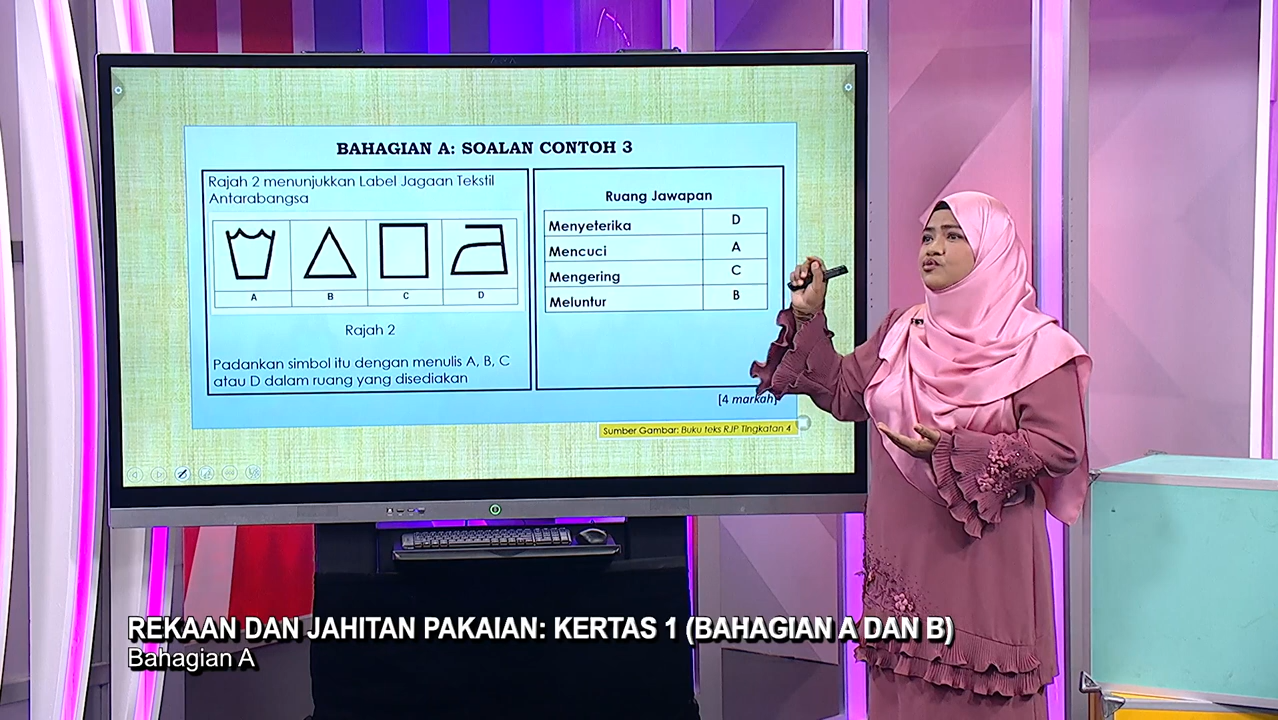 BAHAGIAN A: SOALAN CONTOH 3
Rajah 2 menunjukkan Label Jagaan Tekstil
Antarabangsa
A B C D
Rajah 2
Padankan simbol itu dengan menulis A, B, C
atau D dalam ruang yang disediakan
Ruang Jawapan
Menyeterika D
Mencuci A
Mengering C
Meluntur B
[4 markah]
Sumber Gambar: Buku teks RJP Tingkatan 4
REKAAN DAN JAHITAN PAKAIAN: KERTAS 1 (BAHAGIAN A DAN B)
Bahagian A